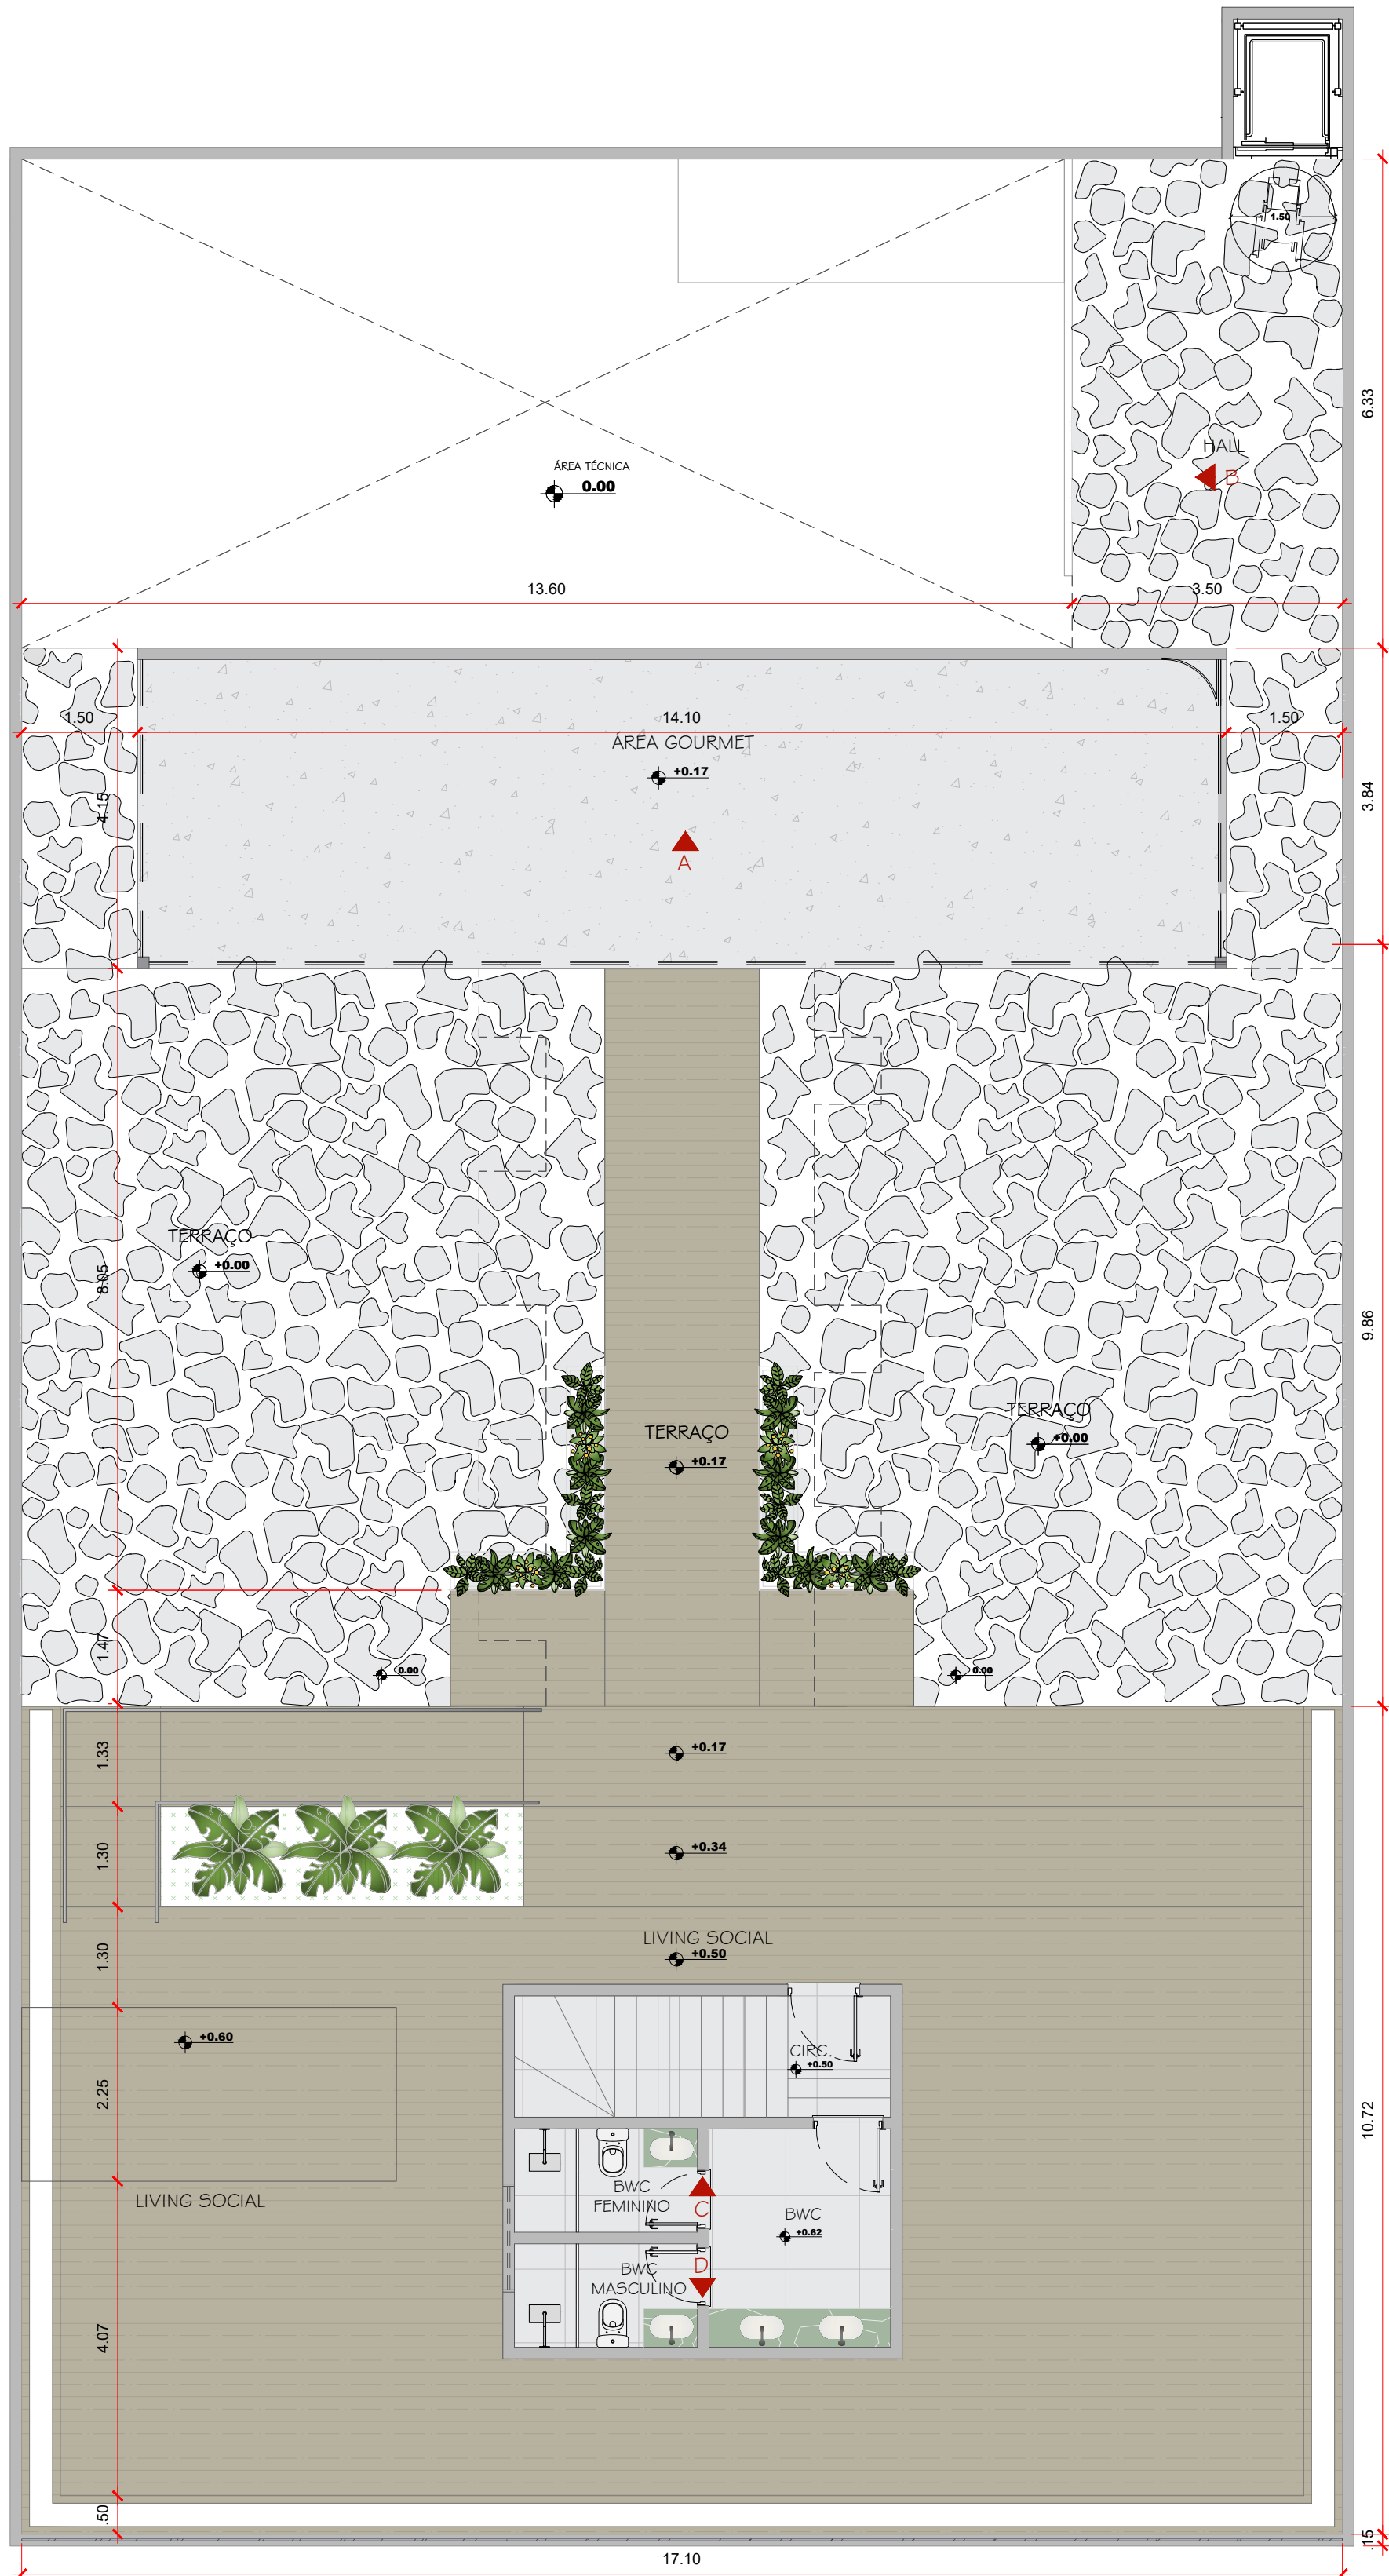 1.50
6.33
HALL
B
ÁREA TÉCNICA
0.00
13.60
3.50
1.50
14.10
1.50
ÁREA GOURMET
+0.17
4.15
3.84
A
TERRAÇO
+0.00
8.05
9.86
TERRAÇO
+0.00
TERRAÇO
+0.17
1.47
0.00
0.00
1.33
+0.17
1.30
+0.34
1.30
LIVING SOCIAL
+0.50
+0.60
CIRC.
+0.50
2.25
10.72
BWC
FEMININO
C
BWC
+0.62
LIVING SOCIAL
D
BWC
MASCULINO
4.07
.50
.15
17.10